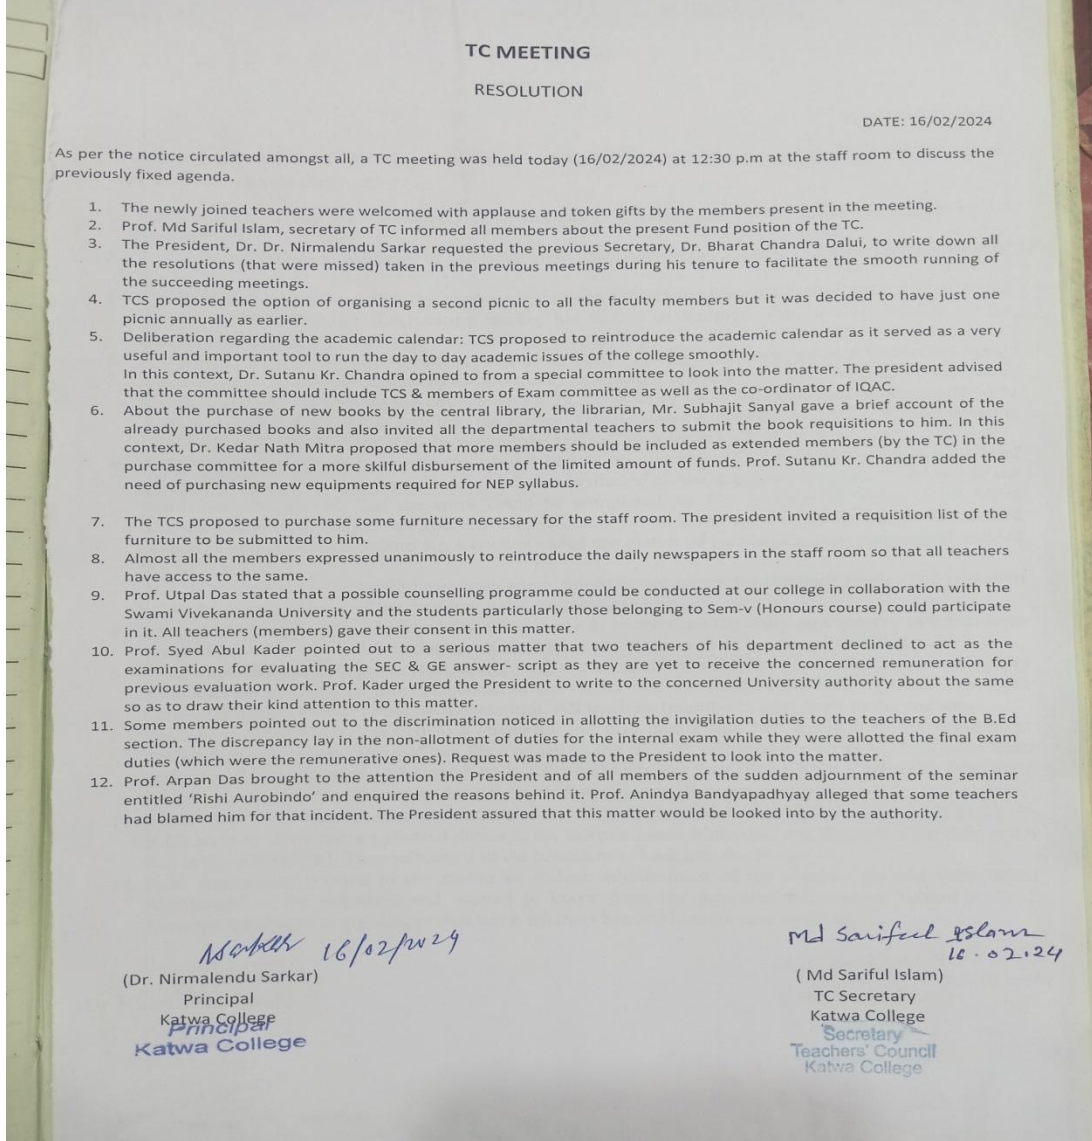 TC MEETING
RESOLUTION
DATE: 16/02/2024
As per the notice circulated amongst all, a TC meeting was held today (16/02/2024) at 12:30 p.m at the staff room to discuss the
previously fixed agenda.
1. The newly joined teachers were welcomed with applause and token gifts by the members present in the meeting.
2. Prof. Md Sariful Islam, secretary of TC informed all members about the present Fund position of the TC.
3. The President, Dr. Dr. Nirmalendu Sarkar requested the previous Secretary, Dr. Bharat Chandra Dalui, to write down all
the resolutions (that were missed) taken in the previous meetings during his tenure to facilitate the smooth running of
the succeeding meetings.
4. TCS proposed the option of organising a second picnic to all the faculty members but it was decided to have just one
picnic annually as earlier.
5. Deliberation regarding the academic calendar: TCS proposed to reintroduce the academic calendar as it served as a very
useful and important tool to run the day to day academic issues of the college smoothly.
In this context, Dr. Sutanu Kr. Chandra opined to from a special committee to look into the matter. The president advised
that the committee should include TCS & members of Exam committee as well as the co-ordinator of IQAC.
6. About the purchase of new books by the central library, the librarian, Mr. Subhajit Sanyal gave a brief account of the
already purchased books and also invited all the departmental teachers to submit the book requisitions to him. In this
context, Dr. Kedar Nath Mitra proposed that more members should be included as extended members (by the TC) in the
purchase committee for a more skilful disbursement of the limited amount of funds. Prof. Sutanu Kr. Chandra added the
need of purchasing new equipments required for NEP syllabus.
7. The TCS proposed to purchase some furniture necessary for the staff room. The president invited a requisition list of the
furniture to be submitted to him.
8. Almost all the members expressed unanimously to reintroduce the daily newspapers in the staff room so that all teachers
have access to the same.
9. Prof. Utpal Das stated that a possible counselling programme could be conducted at our college in collaboration with the
Swami Vivekananda University and the students particularly those belonging to Sem-v (Honours course) could participate
in it. All teachers (members) gave their consent in this matter.
10. Prof. Syed Abul Kader pointed out to a serious matter that two teachers of his department declined to act as the
examinations for evaluating the SEC & GE answer- script as they are yet to receive the concerned remuneration for
previous evaluation work. Prof. Kader urged the President to write to the concerned University authority about the same
so as to draw their kind attention to this matter.
11. Some members pointed out to the discrimination noticed in allotting the invigilation duties to the teachers of the B.Ed
section. The discrepancy lay in the non-allotment of duties for the internal exam while they were allotted the final exam
duties (which were the remunerative ones). Request was made to the President to look into the matter.
12. Prof. Arpan Das brought to the attention the President and of all members of the sudden adjournment of the seminar
entitled ‘Rishi Aurobindo’ and enquired the reasons behind it. Prof. Anindya Bandyapadhyay alleged that some teachers
had blamed him for that incident. The President assured that this matter would be looked into by the authority.
16/02/2024
(Dr. Nirmalendu Sarkar)
Principal
Katwa College
Principal
Katwa College
Md Sariful Islam
16.02.24
( Md Sariful Islam)
TC Secretary
Katwa College
Secretary
Teachers' Council
Katwa College